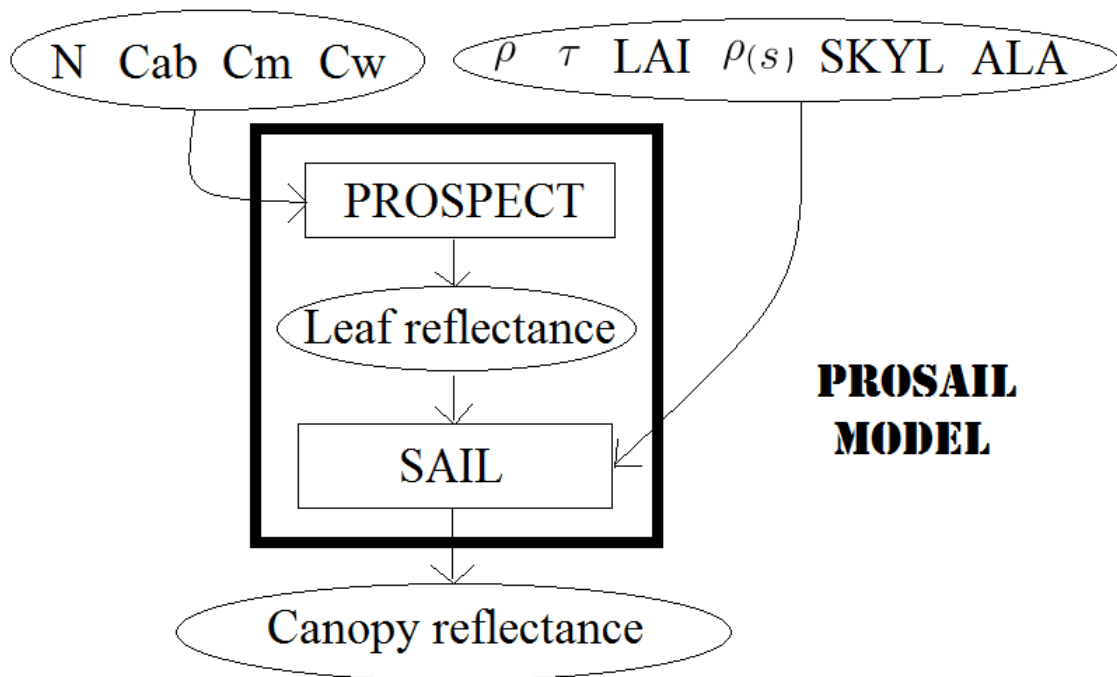 N Cab Cm Cw
ρ τ LAI ρ(s) SKYL ALA
PROSPECT
Leaf reflectance
SAIL
PROSAIL
MODEL
Canopy reflectance